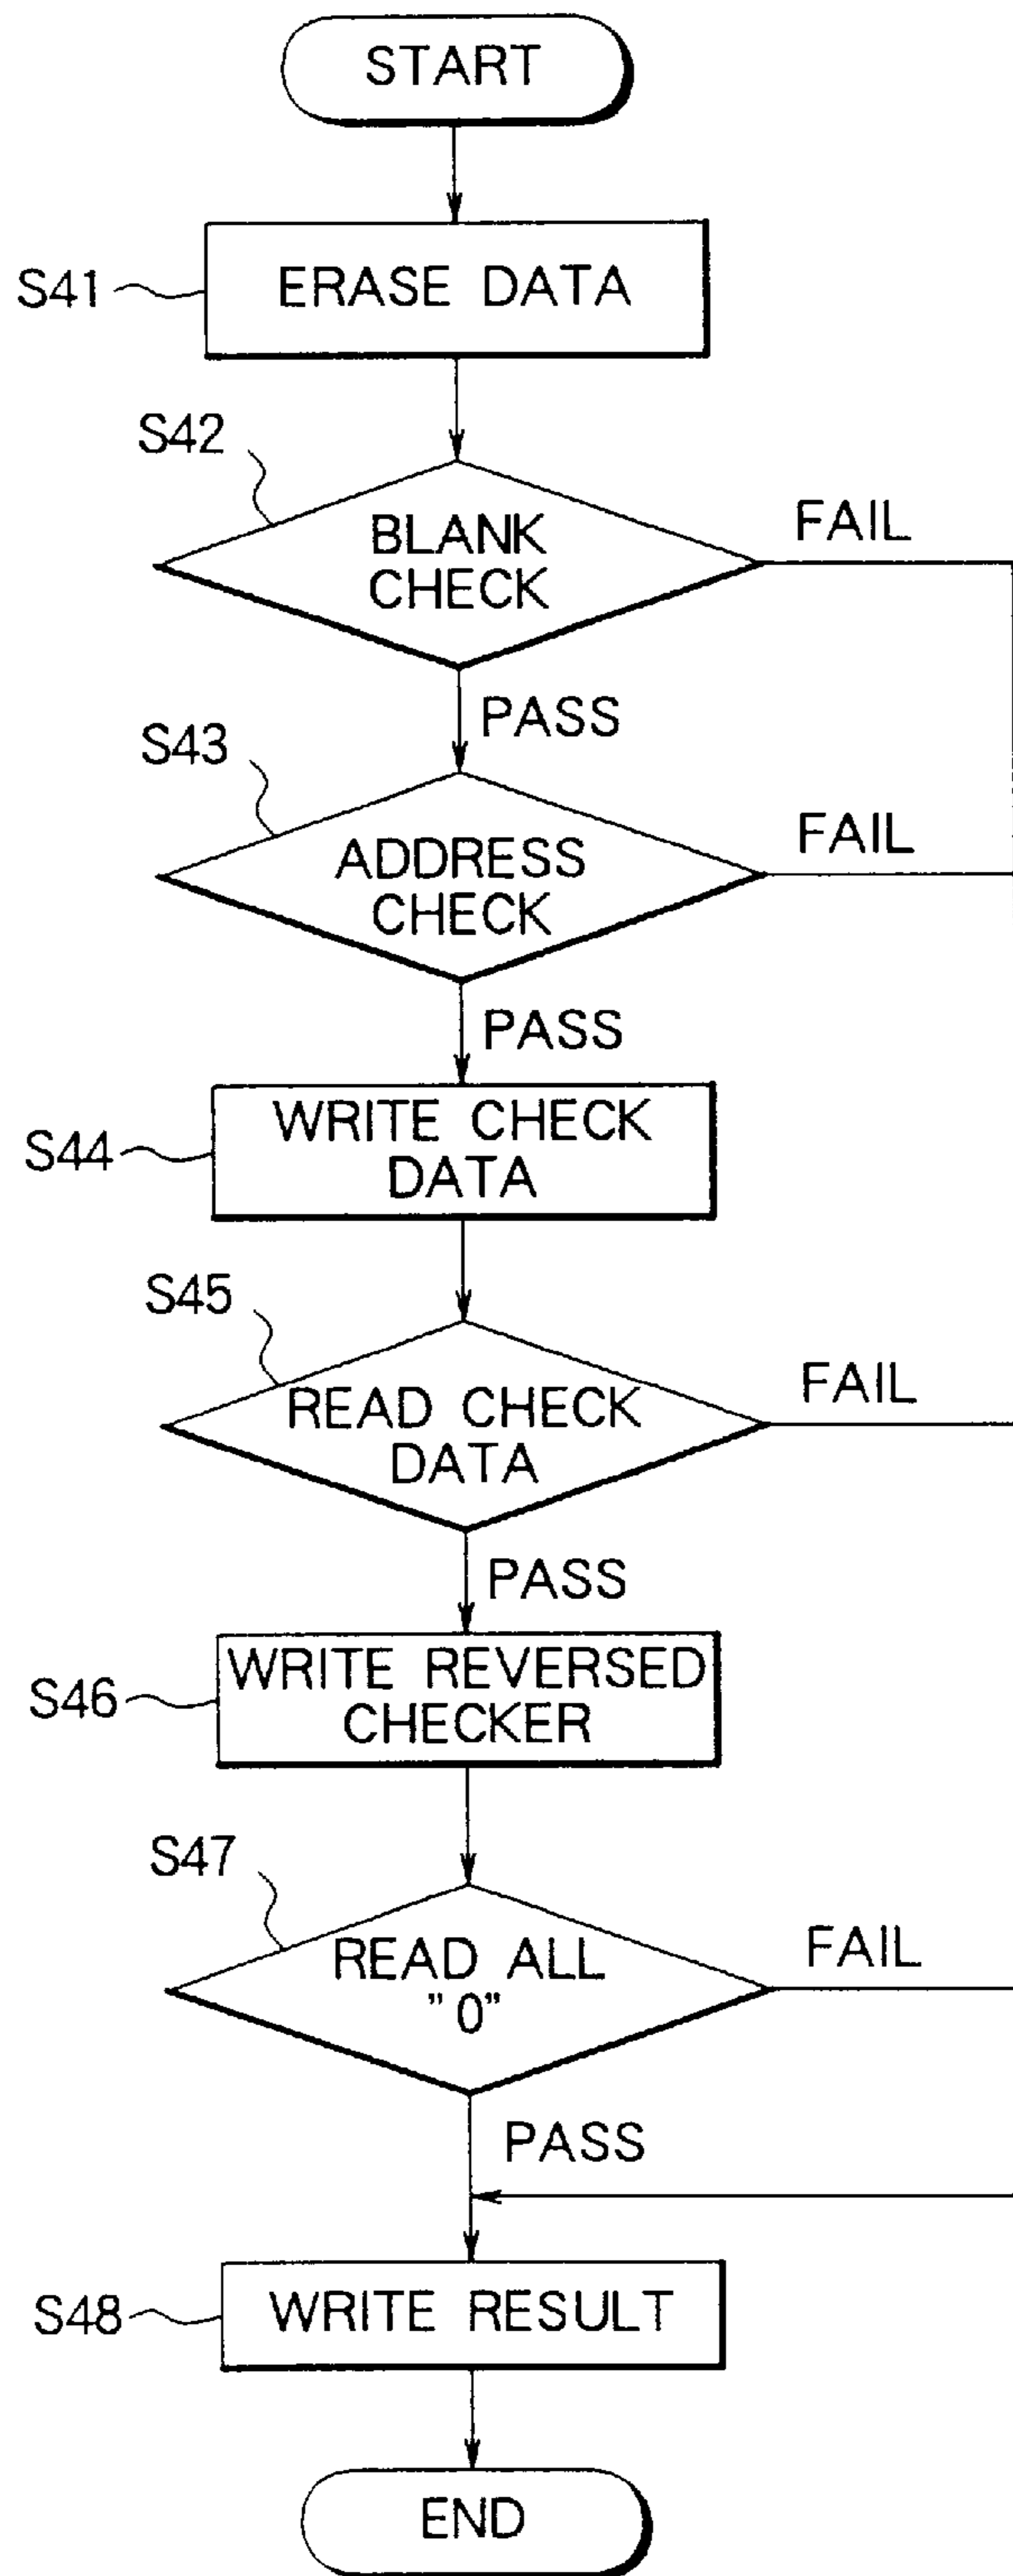 START
S41
ERASE DATA
S42
BLANK
CHECK
FAIL
PASS
S43
ADDRESS
CHECK
FAIL
PASS
S44
WRITE CHECK
DATA
S45
READ CHECK
DATA
FAIL
PASS
S46
WRITE REVERSED
CHECKER
S47
READ ALL
"0"
FAIL
PASS
S48
WRITE RESULT
END